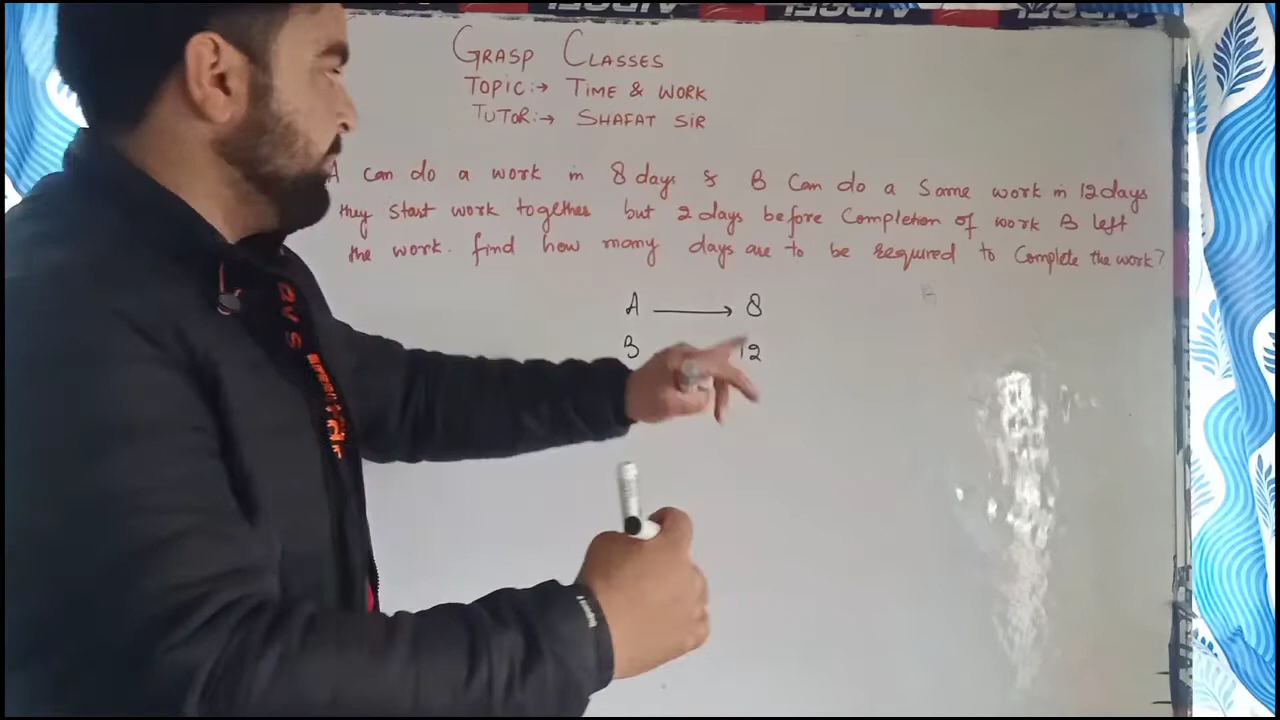 GRASP CLASSES
TOPIC:→ TIME & WORK
TUTOR:→ SHAFAT SIR
A can do a work in 8 days & B can do a same work in 12 days
they start work together but 2 days before completion of work B left
the work. find how many days are to be required to complete the work?
A → 8
B 12